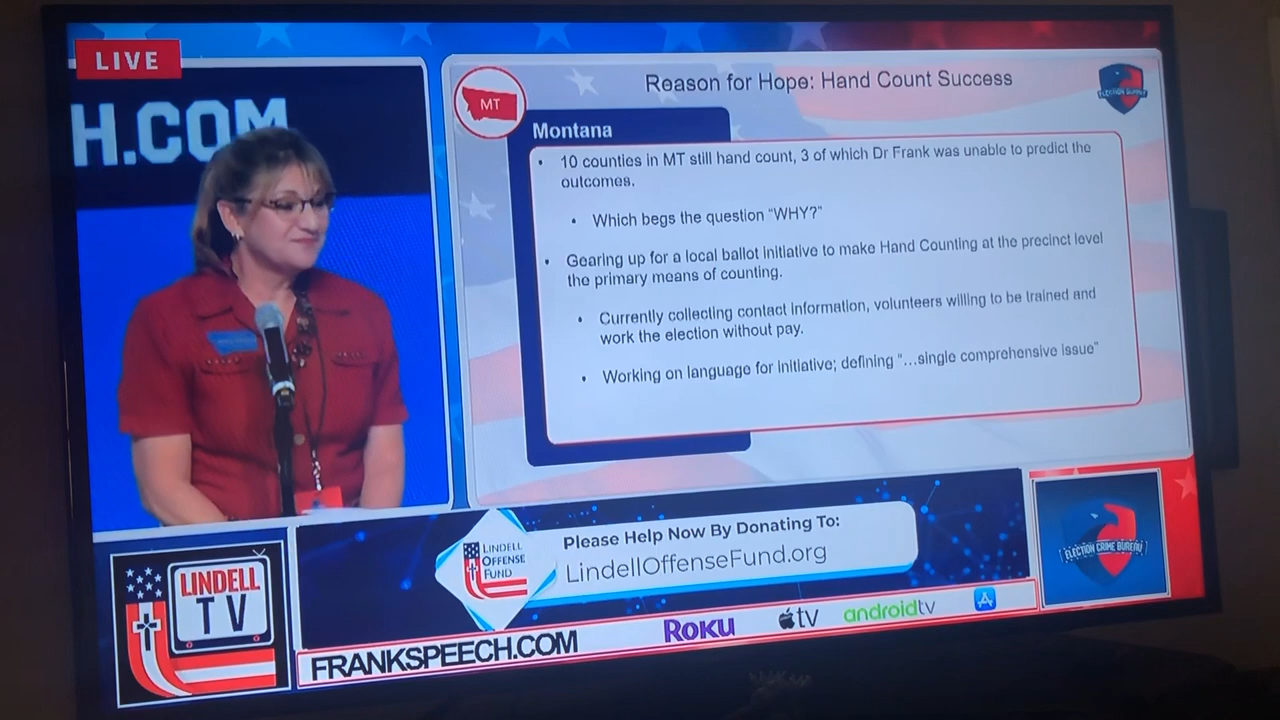 LIVE
H.COM
MT
Reason for Hope: Hand Count Success
Montana
• 10 counties in MT still hand count, 3 of which Dr Frank was unable to predict the
outcomes.
• Which begs the question “WHY?”
• Gearing up for a local ballot initiative to make Hand Counting at the precinct level
the primary means of counting.
• Currently collecting contact information, volunteers willing to be trained and
work the election without pay.
• Working on language for initiative; defining “...single comprehensive issue”
LINDELL
TV
LINDELL
OFFENSE
FUND
Please Help Now By Donating To:
LindellOffenseFund.org
ELECTION CRIME BUREAU
FRANKSPEECH.COM
ROKU
tv
androidtv